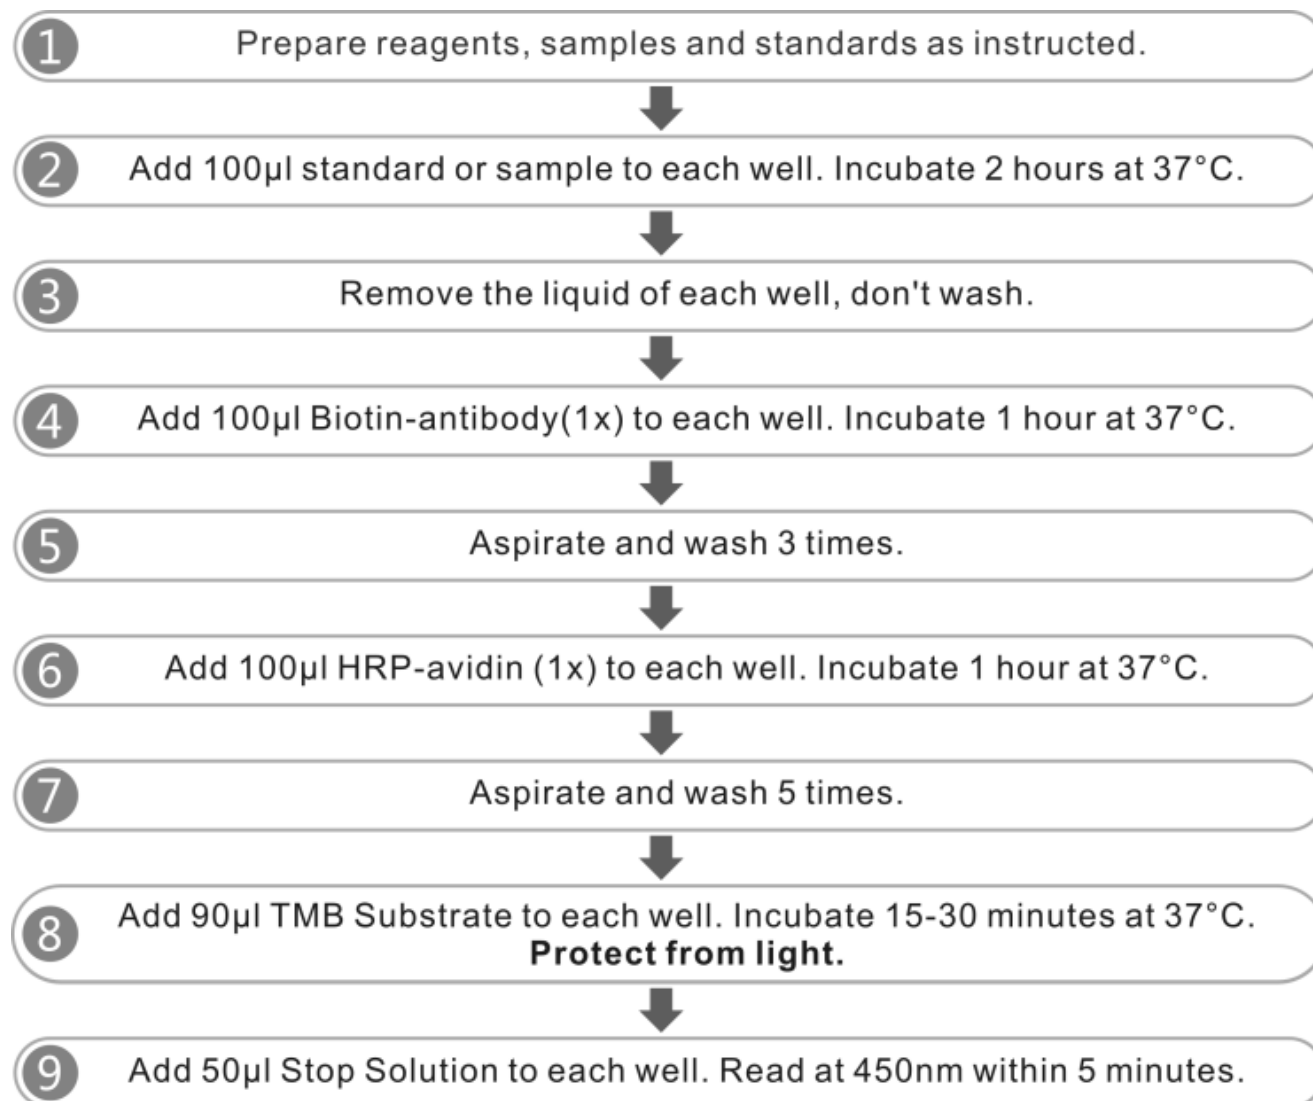 1 Prepare reagents, samples and standards as instructed.
2 Add 100µl standard or sample to each well. Incubate 2 hours at 37°C.
3 Remove the liquid of each well, don't wash.
4 Add 100µl Biotin-antibody(1x) to each well. Incubate 1 hour at 37°C.
5 Aspirate and wash 3 times.
6 Add 100µl HRP-avidin (1x) to each well. Incubate 1 hour at 37°C.
7 Aspirate and wash 5 times.
8 Add 90µl TMB Substrate to each well. Incubate 15-30 minutes at 37°C.
Protect from light.
9 Add 50µl Stop Solution to each well. Read at 450nm within 5 minutes.